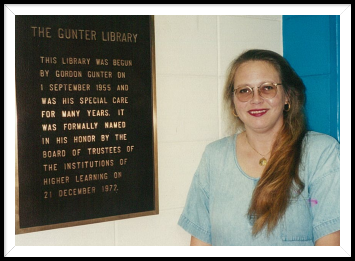 THE GUNTER LIBRARY
THIS LIBRARY WAS BEGUN
BY GORDON GUNTER ON
1 SEPTEMBER 1955 AND
WAS HIS SPECIAL CARE
FOR MANY YEARS. IT
WAS FORMALLY NAMED
IN HIS HONOR BY THE
BOARD OF TRUSTEES OF
THE INSTITUTIONS OF
HIGHER LEARNING ON
21 DECEMBER 1977.